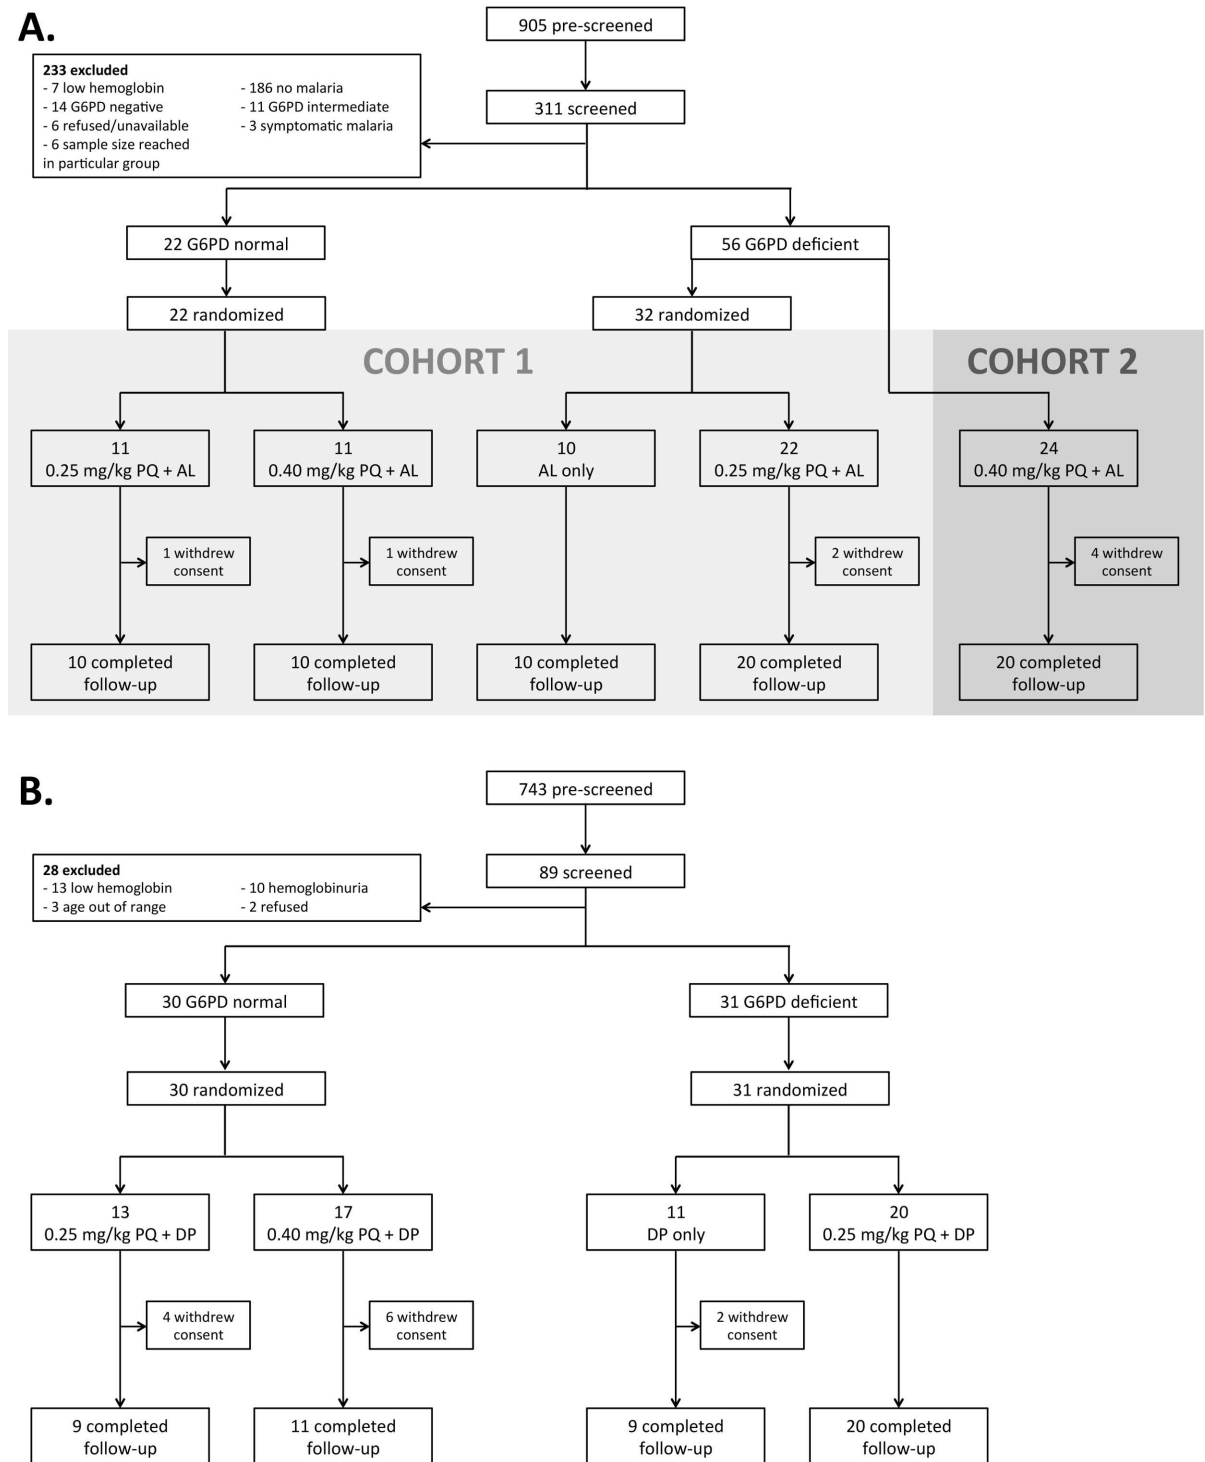 A.
905 pre-screened
233 excluded
- 7 low hemoglobin
- 186 no malaria
- 14 G6PD negative
- 11 G6PD intermediate
- 6 refused/unavailable
- 3 symptomatic malaria
- 6 sample size reached
in particular group
311 screened
22 G6PD normal
56 G6PD deficient
22 randomized
32 randomized
COHORT 1
COHORT 2
11
0.25 mg/kg PQ + AL
11
0.40 mg/kg PQ + AL
10
AL only
22
0.25 mg/kg PQ + AL
24
0.40 mg/kg PQ + AL
1 withdrew
consent
1 withdrew
consent
2 withdrew
consent
4 withdrew
consent
10 completed
follow-up
10 completed
follow-up
10 completed
follow-up
20 completed
follow-up
20 completed
follow-up
B.
743 pre-screened
28 excluded
- 13 low hemoglobin
- 10 hemoglobinuria
- 3 age out of range
- 2 refused
89 screened
30 G6PD normal
31 G6PD deficient
30 randomized
31 randomized
13
0.25 mg/kg PQ + DP
17
0.40 mg/kg PQ + DP
11
DP only
20
0.25 mg/kg PQ + DP
4 withdrew
consent
6 withdrew
consent
2 withdrew
consent
9 completed
follow-up
11 completed
follow-up
9 completed
follow-up
20 completed
follow-up